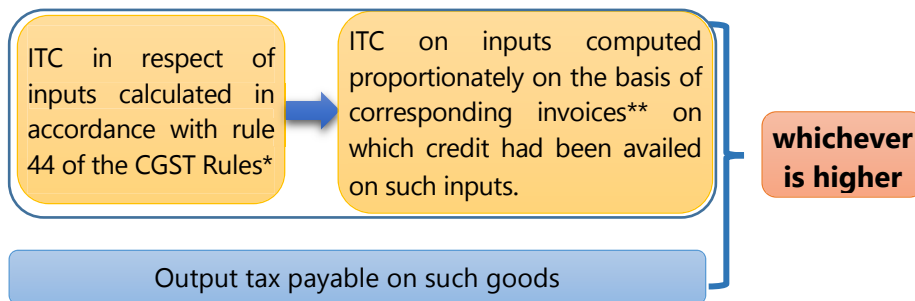 ITC in respect of
inputs calculated in
accordance with rule
44 of the CGST Rules*
ITC on inputs computed
proportionately on the basis of
corresponding invoices** on
which credit had been availed
on such inputs.
whichever
is higher
Output tax payable on such goods